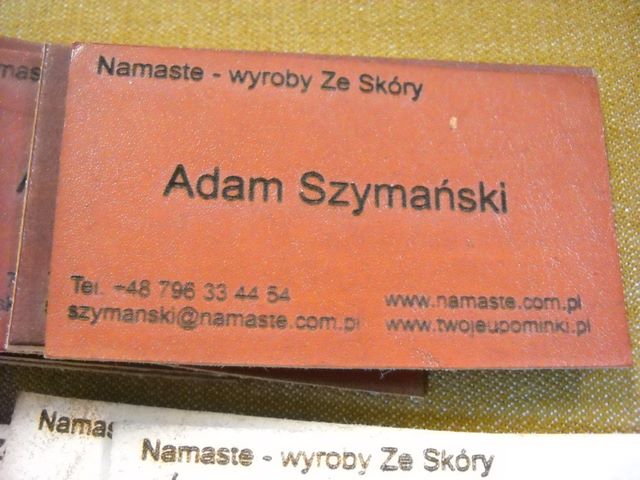 Namaste - wyroby Ze Skóry
Adam Szymański
Tel. +48 796 33 44 54
szymanski@namaste.com.pl
www.namaste.com.pl
www.twojeupominki.pl
Namaste - wyroby Ze Skóry